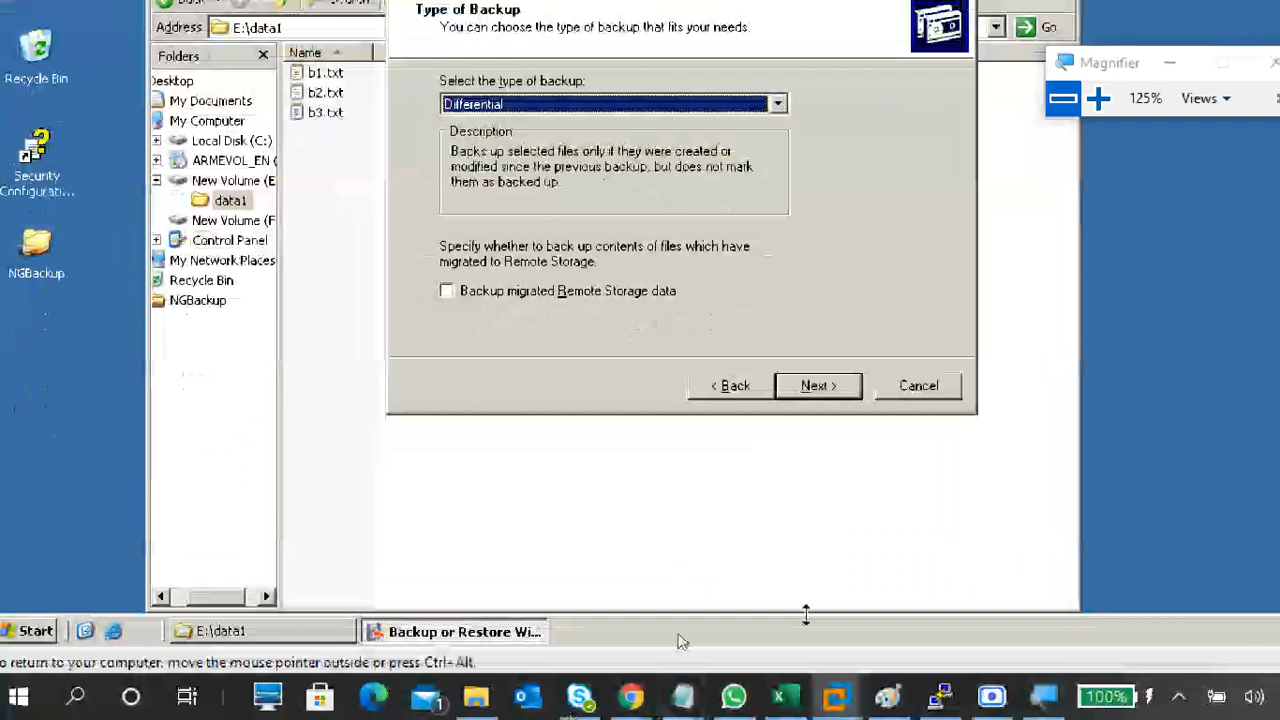 Type of Backup
You can choose the type of backup that fits your needs.
Address E:\data1 Go
Folders
Name
Magnifier
125% Views
Recycle Bin
Desktop
My Documents
My Computer
Local Disk (C:)
ARMEVOL_EN (
New Volume (E
data1
New Volume (F
Control Panel
My Network Places
Recycle Bin
NGBackup
Security
Configurati...
NGBackup
b1.txt
b2.txt
b3.txt
Select the type of backup:
Differential
Description
Backs up selected files only if they were created or
modified since the previous backup, but does not mark
them as backed up.
Specify whether to back up contents of files which have
migrated to Remote Storage.
Backup migrated Remote Storage data
< Back Next > Cancel
Start E:\data1 Backup or Restore Wi...
o return to your computer, move the mouse pointer outside or press Ctrl+Alt.
1
100%